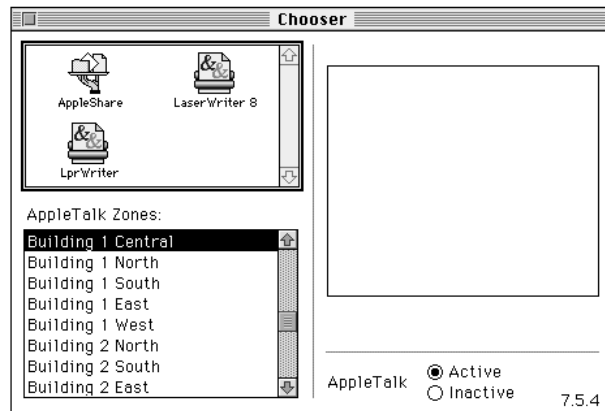 Chooser
AppleShare
LaserWriter 8
LprWriter
AppleTalk Zones:
Building 1 Central
Building 1 North
Building 1 South
Building 1 East
Building 1 West
Building 2 North
Building 2 South
Building 2 East
AppleTalk
Active
Inactive
7.5.4